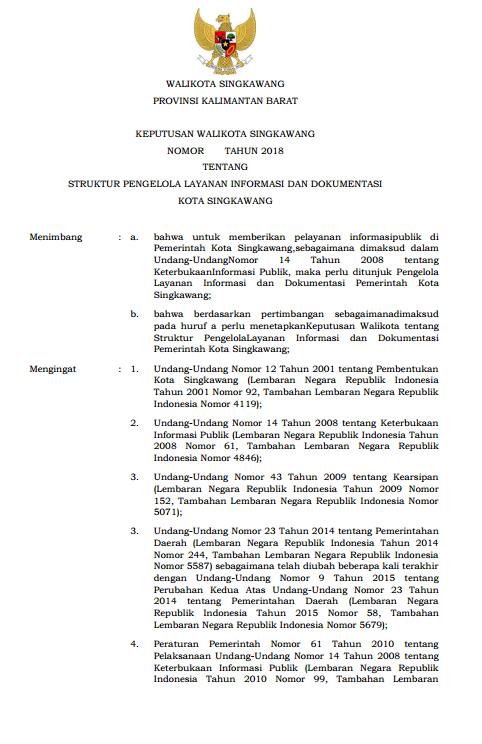 WALIKOTA SINGKAWANG
PROVINSI KALIMANTAN BARAT
KEPUTUSAN WALIKOTA SINGKAWANG
NOMOR TAHUN 2018
TENTANG
STRUKTUR PENGELOLA LAYANAN INFORMASI DAN DOKUMENTASI
KOTA SINGKAWANG
Menimbang : a. bahwa untuk memberikan pelayanan informasipublik di
Pemerintah Kota Singkawang,sebagaimana dimaksud dalam
Undang-UndangNomor 14 Tahun 2008 tentang
KeterbukaanInformasi Publik, maka perlu ditunjuk Pengelola
Layanan Informasi dan Dokumentasi Pemerintah Kota
Singkawang;
b. bahwa berdasarkan pertimbangan sebagaimanadimaksud
pada huruf a perlu menetapkanKeputusan Walikota tentang
Struktur PengelolaLayanan Informasi dan Dokumentasi
Pemerintah Kota Singkawang;
Mengingat : 1. Undang-Undang Nomor 12 Tahun 2001 tentang Pembentukan
Kota Singkawang (Lembaran Negara Republik Indonesia
Tahun 2001 Nomor 92, Tambahan Lembaran Negara Republik
Indonesia Nomor 4119);
2. Undang-Undang Nomor 14 Tahun 2008 tentang Keterbukaan
Informasi Publik (Lembaran Negara Republik Indonesia Tahun
2008 Nomor 61, Tambahan Lembaran Negara Republik
Indonesia Nomor 4846);
3. Undang-Undang Nomor 43 Tahun 2009 tentang Kearsipan
(Lembaran Negara Republik Indonesia Tahun 2009 Nomor
152, Tambahan Lembaran Negara Republik Indonesia Nomor
5071);
3. Undang-Undang Nomor 23 Tahun 2014 tentang Pemerintahan
Daerah (Lembaran Negara Republik Indonesia Tahun 2014
Nomor 244, Tambahan Lembaran Negara Republik Indonesia
Nomor 5587) sebagaimana telah diubah beberapa kali terakhir
dengan Undang-Undang Nomor 9 Tahun 2015 tentang
Perubahan Kedua Atas Undang-Undang Nomor 23 Tahun
2014 tentang Pemerintahan Daerah (Lembaran Negara
Republik Indonesia Tahun 2015 Nomor 58, Tambahan
Lembaran Negara Republik Indonesia Nomor 5679);
4. Peraturan Pemerintah Nomor 61 Tahun 2010 tentang
Pelaksanaan Undang-Undang Nomor 14 Tahun 2008 tentang
Keterbukaan Informasi Publik (Lembaran Negara Republik
Indonesia Tahun 2010 Nomor 99, Tambahan Lembaran